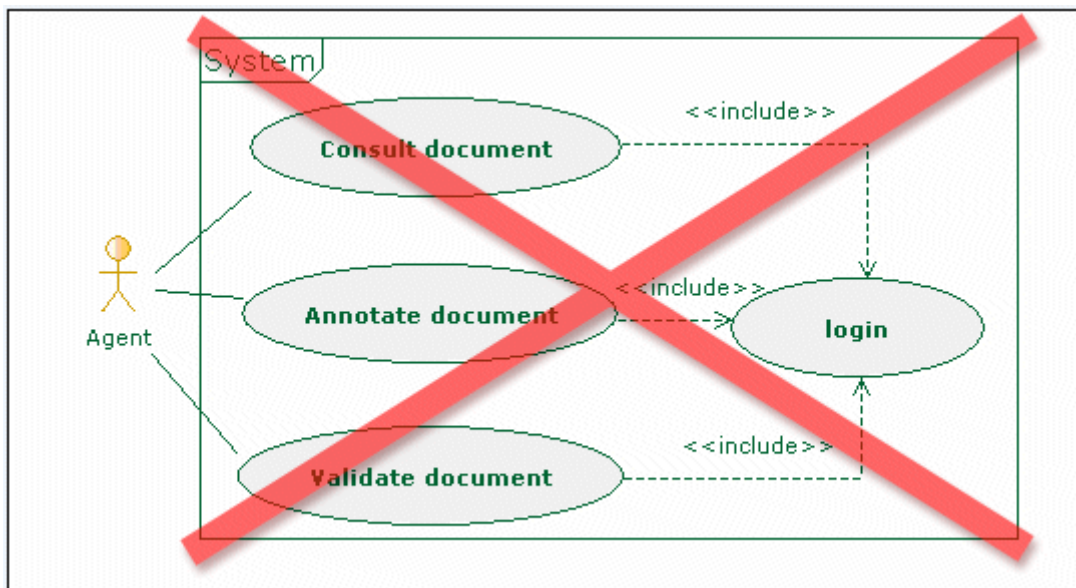 System
<<include>>
Consult document
<<include>>
Annotate document
login
Agent
<<include>>
Validate document